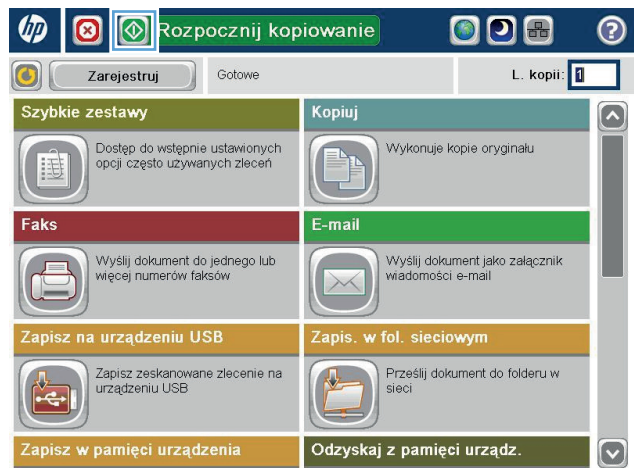 hp
Rozpocznij kopiowanie
?
Zarejestruj
Gotowe
L. kopii: 1
Szybkie zestawy
Kopiuj
Dostęp do wstępnie ustawionych
opcji często używanych zleceń
Wykonuje kopie oryginału
Faks
E-mail
Wyślij dokument do jednego lub
więcej numerów faksów
Wyślij dokument jako załącznik
wiadomości e-mail
Zapisz na urządzeniu USB
Zapis. w fol. sieciowym
Zapisz zeskanowane zlecenie na
urządzeniu USB
Prześlij dokument do folderu w
sieci
Zapisz w pamięci urządzenia
Odzyskaj z pamięci urządz.